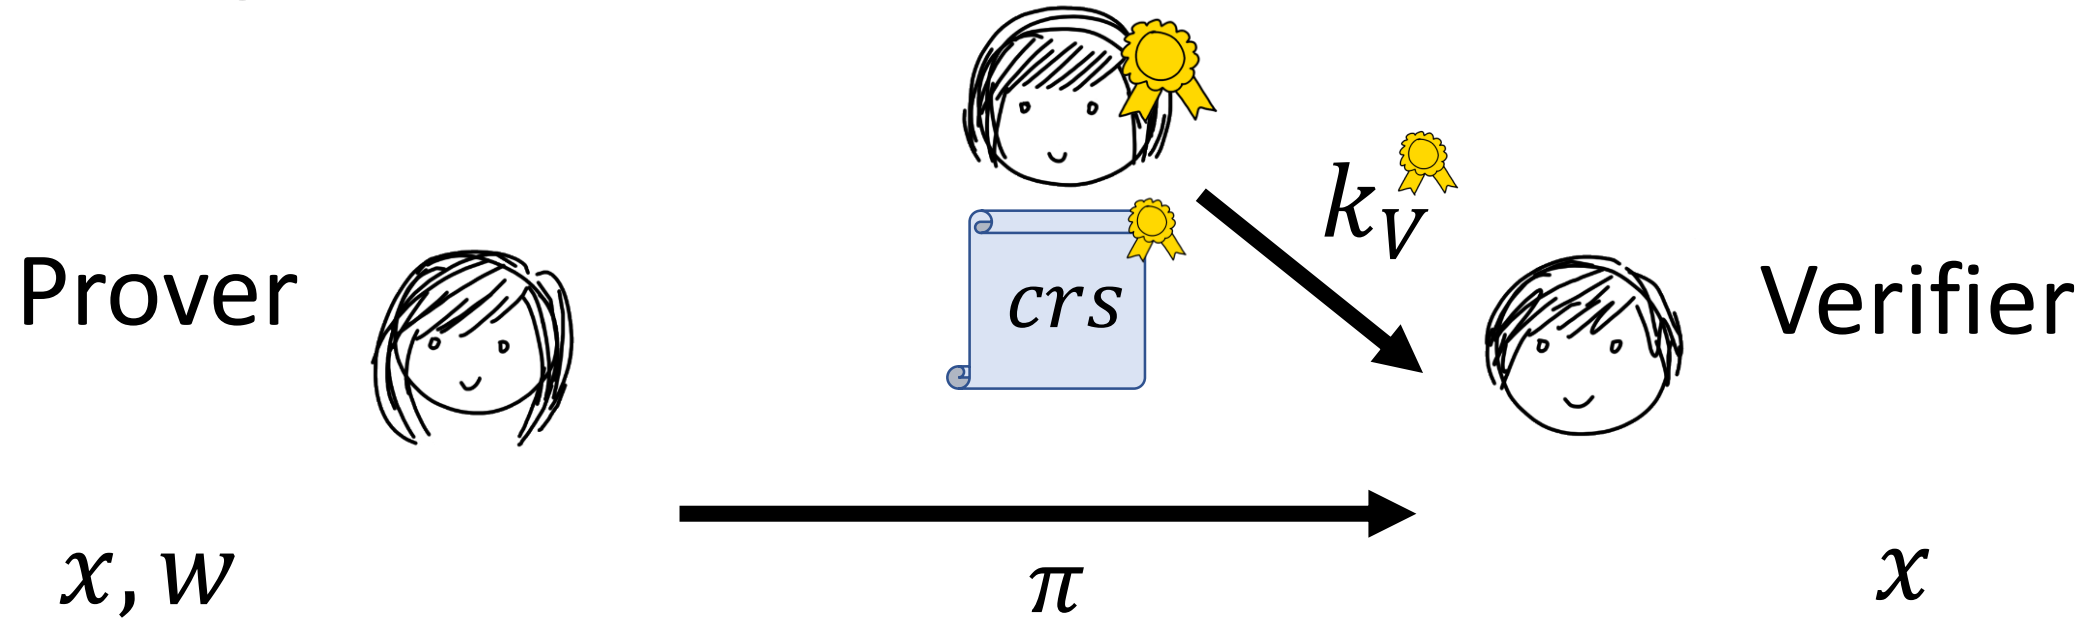 k_V
Prover
crs
Verifier
x, w
π
x